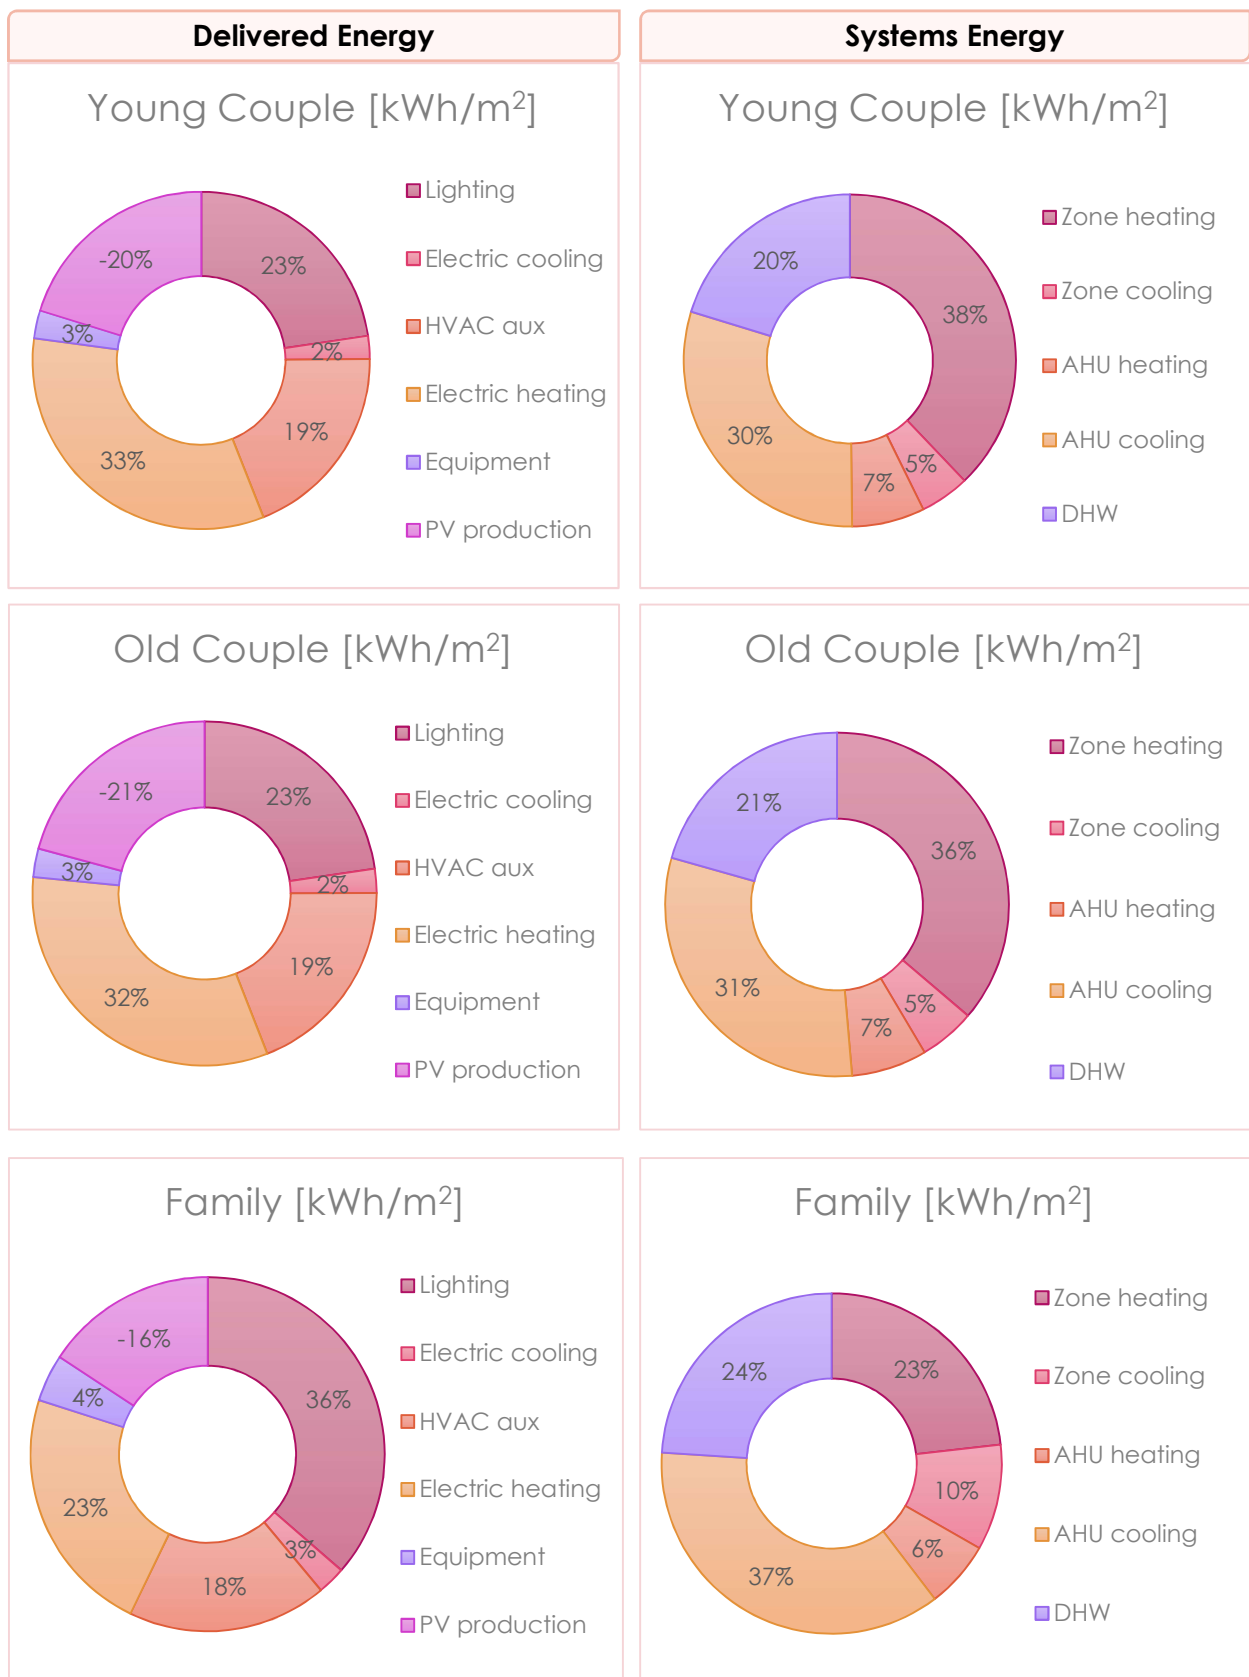 Delivered Energy
Systems Energy
Young Couple [kWh/m²]
Lighting
Electric cooling
HVAC aux
Electric heating
Equipment
PV production
23%
2%
19%
33%
3%
-20%
Young Couple [kWh/m²]
Zone heating
Zone cooling
AHU heating
AHU cooling
DHW
38%
5%
7%
30%
20%
Old Couple [kWh/m²]
Lighting
Electric cooling
HVAC aux
Electric heating
Equipment
PV production
23%
2%
19%
32%
3%
-21%
Old Couple [kWh/m²]
Zone heating
Zone cooling
AHU heating
AHU cooling
DHW
36%
5%
7%
31%
21%
Family [kWh/m²]
Lighting
Electric cooling
HVAC aux
Electric heating
Equipment
PV production
36%
3%
18%
23%
4%
-16%
Family [kWh/m²]
Zone heating
Zone cooling
AHU heating
AHU cooling
DHW
23%
10%
6%
37%
24%